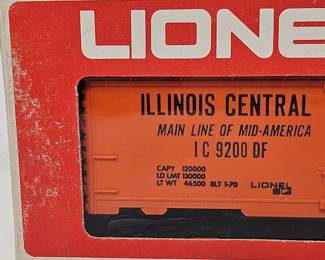 LIONE
ILLINOIS CENTRAL
MAIN LINE OF MID-AMERICA
I C 9200 DF
CAPY 120000
LD LMT 130000
LT WT 46500 BLT 1-70 LIONEL